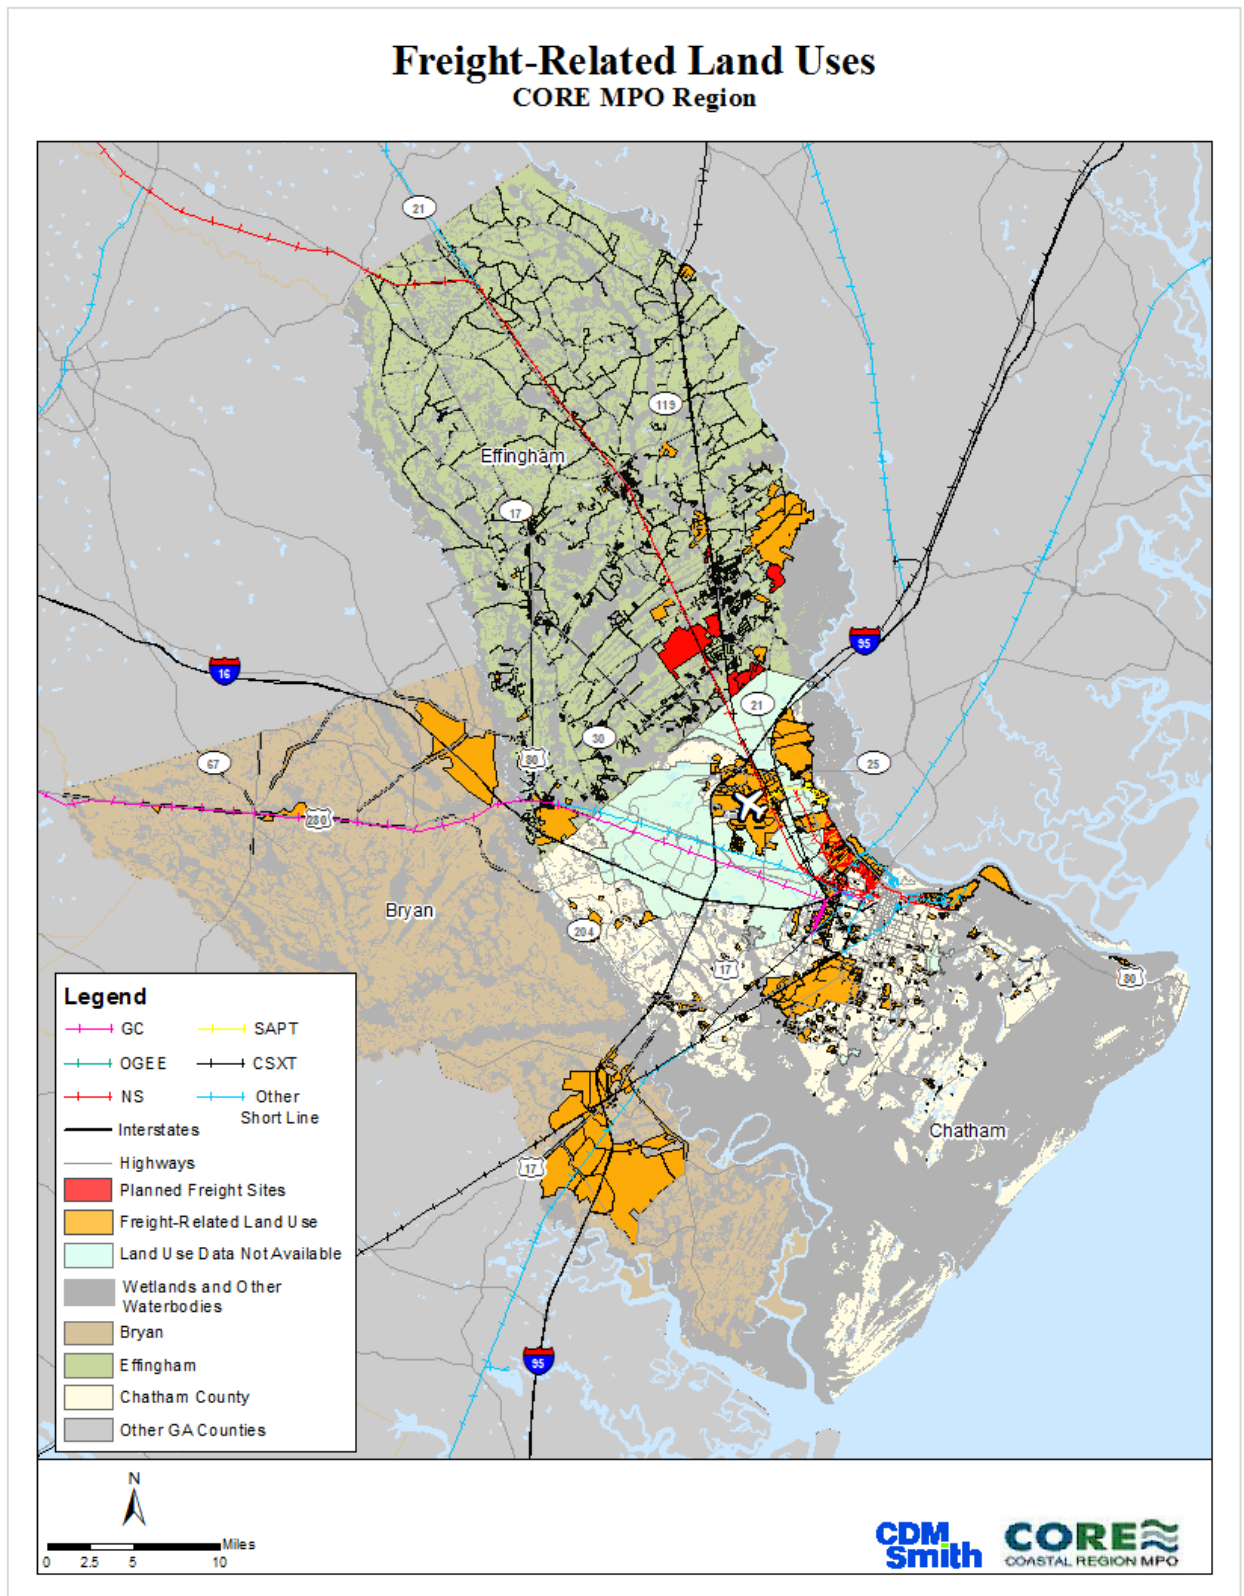 Freight-Related Land Uses
CORE MPO Region
21
119
Effingham
17
95
16
21
30
80
67
25
280
Bryan
204
17
80
Chatham
17
95
Legend
GC
SAPT
OGEE
CSXT
NS
Other
Short Line
Interstates
Highways
Planned Freight Sites
Freight-Related Land Use
Land Use Data Not Available
Wetlands and Other
Waterbodies
Bryan
Effingham
Chatham County
Other GA Counties
N
Miles
0 2.5 5 10
CDM
Smith
CORE
COASTAL REGION MPO